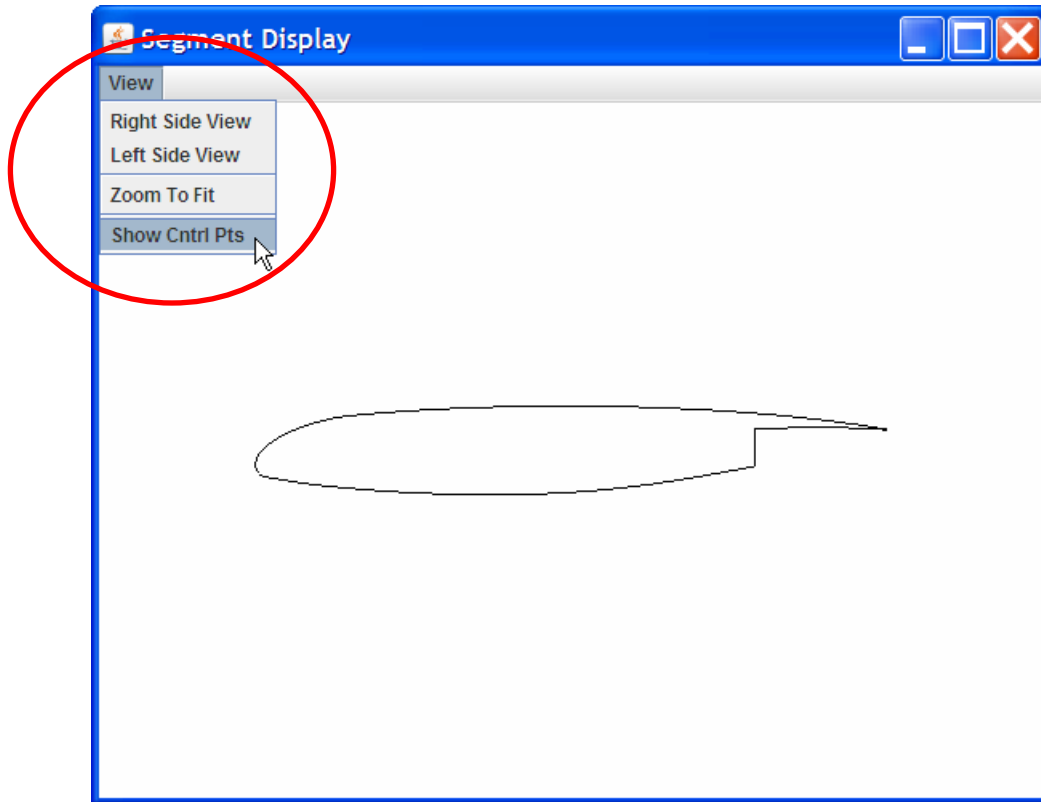 Segment Display
View
Right Side View
Left Side View
Zoom To Fit
Show Cntrl Pts